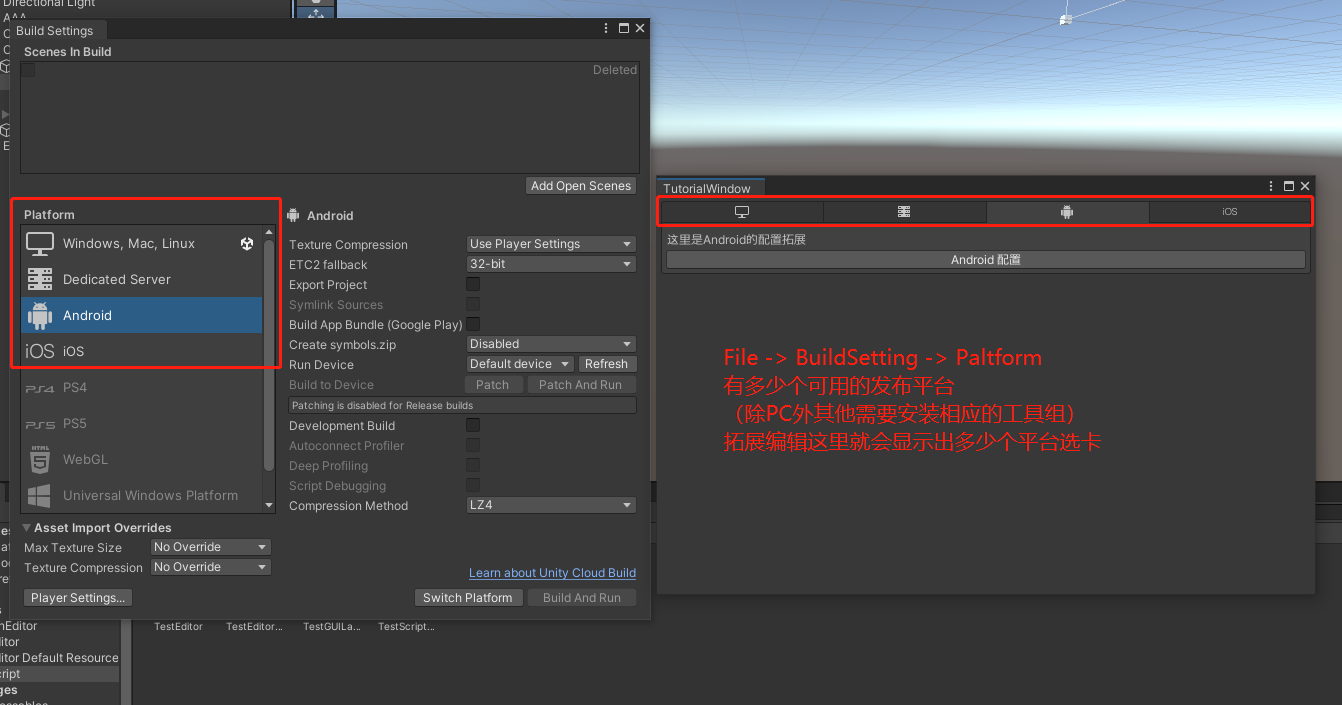 Directional Light
Build Settings
Scenes In Build
Deleted
Add Open Scenes
Platform
Windows, Mac, Linux
Dedicated Server
Android
iOS iOS
PS4 PS4
PS5 PS5
HTML
WebGL
Universal Windows Platform
Android
Texture Compression Use Player Settings
ETC2 fallback 32-bit
Export Project
Symlink Sources
Build App Bundle (Google Play)
Create symbols.zip Disabled
Run Device Default device Refresh
Build to Device Patch Patch And Run
Patching is disabled for Release builds
Development Build
Autoconnect Profiler
Deep Profiling
Script Debugging
Compression Method LZ4
Asset Import Overrides
Max Texture Size No Override
Texture Compression No Override
Learn about Unity Cloud Build
Player Settings...
Switch Platform Build And Run
TutorialWindow
iOS
这里是Android的配置拓展
Android 配置
File -> BuildSetting -> Paltform
有多少个可用的发布平台
（除PC外其他需要安装相应的工具组）
拓展编辑这里就会显示出多少个平台选卡
TestEditor TestEditor... TestGUILa... TestScript...
nEditor
itor
itor Default Resource
cript
ges